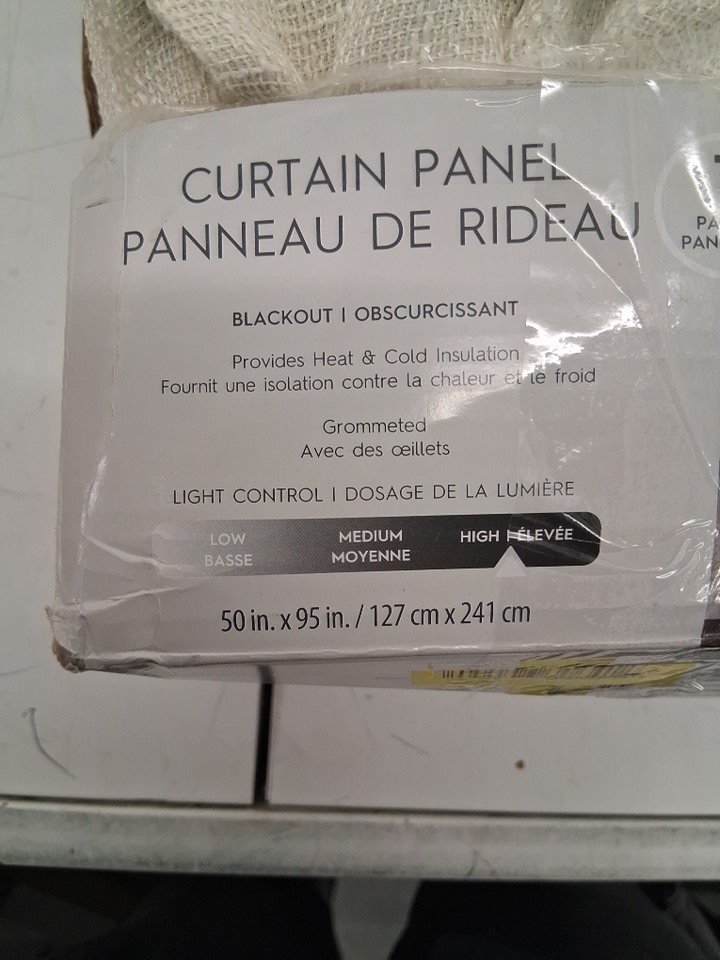 CURTAIN PANEL
PANNEAU DE RIDEAU
BLACKOUT | OBSCURCISSANT
Provides Heat & Cold Insulation
Fournit une isolation contre la chaleur et le froid
Grommeted
Avec des œillets
LIGHT CONTROL | DOSAGE DE LA LUMIÈRE
LOW
BASSE
MEDIUM
MOYENNE
HIGH | ÉLEVÉE
50 in. x 95 in. / 127 cm x 241 cm